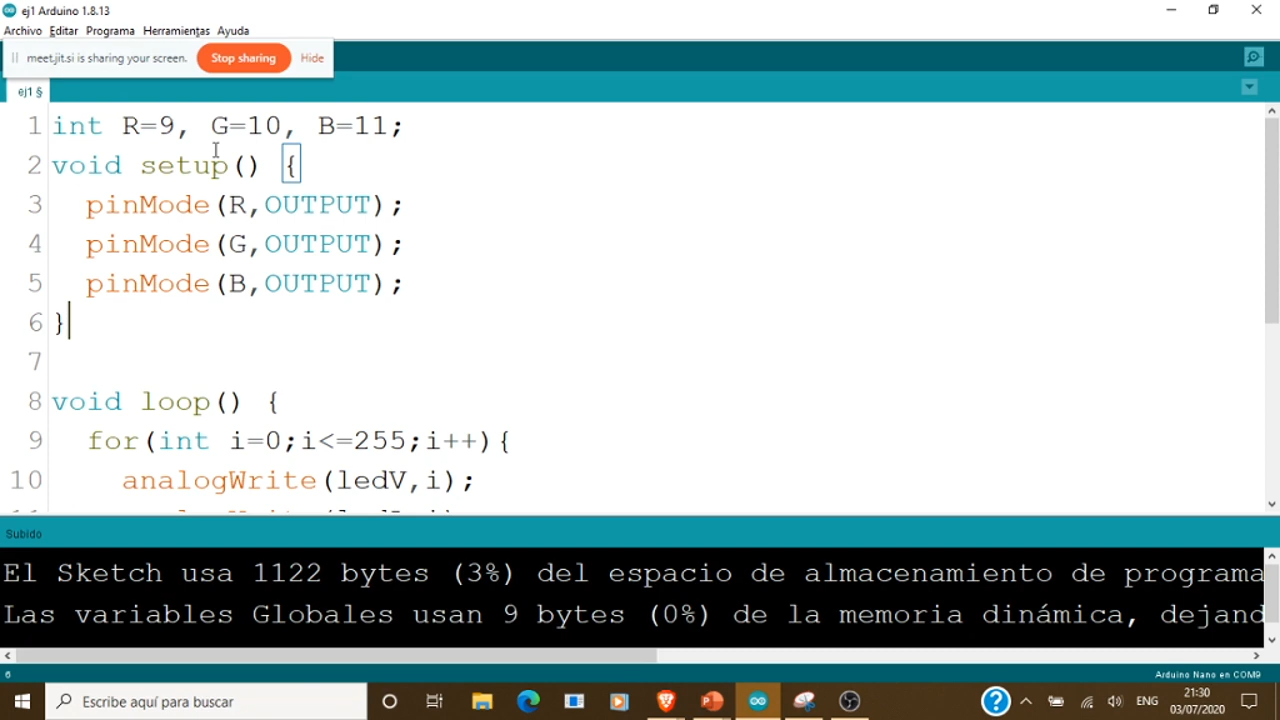 ej1 Arduino 1.8.13
Archivo Editar Programa Herramientas Ayuda
meet.jit.si is sharing your screen. Stop sharing Hide
ej1 §
1 int R=9, G=10, B=11;
2 void setup() {
3 pinMode(R,OUTPUT);
4 pinMode(G,OUTPUT);
5 pinMode(B,OUTPUT);
6 }
7
8 void loop() {
9 for(int i=0;i<=255;i++){
10 analogWrite(ledV,i);
Subido
El Sketch usa 1122 bytes (3%) del espacio de almacenamiento de programa
Las variables Globales usan 9 bytes (0%) de la memoria dinámica, dejand
6 Arduino Nano en COM9
Escribe aquí para buscar
ENG
21:30
03/07/2020